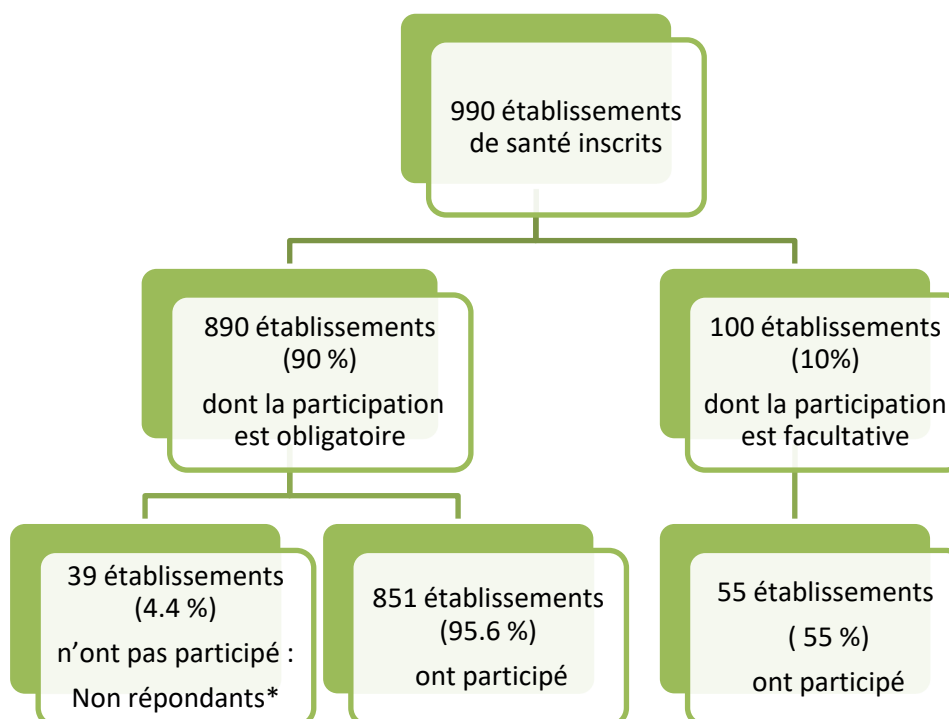 990 établissements
de santé inscrits
890 établissements
(90 %)
dont la participation
est obligatoire
100 établissements
(10%)
dont la participation
est facultative
39 établissements
(4.4 %)
n’ont pas participé :
Non répondants*
851 établissements
(95.6 %)
ont participé
55 établissements
( 55 %)
ont participé